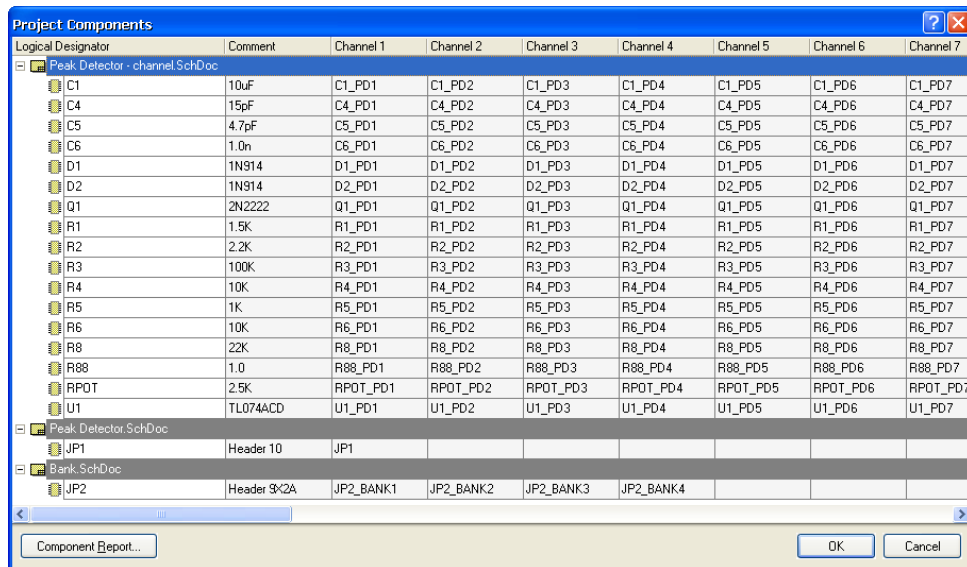 Project Components
Logical Designator Comment Channel 1 Channel 2 Channel 3 Channel 4 Channel 5 Channel 6 Channel 7
Peak Detector - channel.SchDoc
C1 10uF C1_PD1 C1_PD2 C1_PD3 C1_PD4 C1_PD5 C1_PD6 C1_PD7
C4 15pF C4_PD1 C4_PD2 C4_PD3 C4_PD4 C4_PD5 C4_PD6 C4_PD7
C5 4.7pF C5_PD1 C5_PD2 C5_PD3 C5_PD4 C5_PD5 C5_PD6 C5_PD7
C6 1.0n C6_PD1 C6_PD2 C6_PD3 C6_PD4 C6_PD5 C6_PD6 C6_PD7
D1 1N914 D1_PD1 D1_PD2 D1_PD3 D1_PD4 D1_PD5 D1_PD6 D1_PD7
D2 1N914 D2_PD1 D2_PD2 D2_PD3 D2_PD4 D2_PD5 D2_PD6 D2_PD7
Q1 2N2222 Q1_PD1 Q1_PD2 Q1_PD3 Q1_PD4 Q1_PD5 Q1_PD6 Q1_PD7
R1 1.5K R1_PD1 R1_PD2 R1_PD3 R1_PD4 R1_PD5 R1_PD6 R1_PD7
R2 2.2K R2_PD1 R2_PD2 R2_PD3 R2_PD4 R2_PD5 R2_PD6 R2_PD7
R3 100K R3_PD1 R3_PD2 R3_PD3 R3_PD4 R3_PD5 R3_PD6 R3_PD7
R4 10K R4_PD1 R4_PD2 R4_PD3 R4_PD4 R4_PD5 R4_PD6 R4_PD7
R5 1K R5_PD1 R5_PD2 R5_PD3 R5_PD4 R5_PD5 R5_PD6 R5_PD7
R6 10K R6_PD1 R6_PD2 R6_PD3 R6_PD4 R6_PD5 R6_PD6 R6_PD7
R8 22K R8_PD1 R8_PD2 R8_PD3 R8_PD4 R8_PD5 R8_PD6 R8_PD7
R88 1.0 R88_PD1 R88_PD2 R88_PD3 R88_PD4 R88_PD5 R88_PD6 R88_PD7
RPOT 2.5K RPOT_PD1 RPOT_PD2 RPOT_PD3 RPOT_PD4 RPOT_PD5 RPOT_PD6 RPOT_PD7
U1 TL074ACD U1_PD1 U1_PD2 U1_PD3 U1_PD4 U1_PD5 U1_PD6 U1_PD7
Peak Detector.SchDoc
JP1 Header 10 JP1
Bank.SchDoc
JP2 Header 9X2A JP2_BANK1 JP2_BANK2 JP2_BANK3 JP2_BANK4
Component Report... OK Cancel